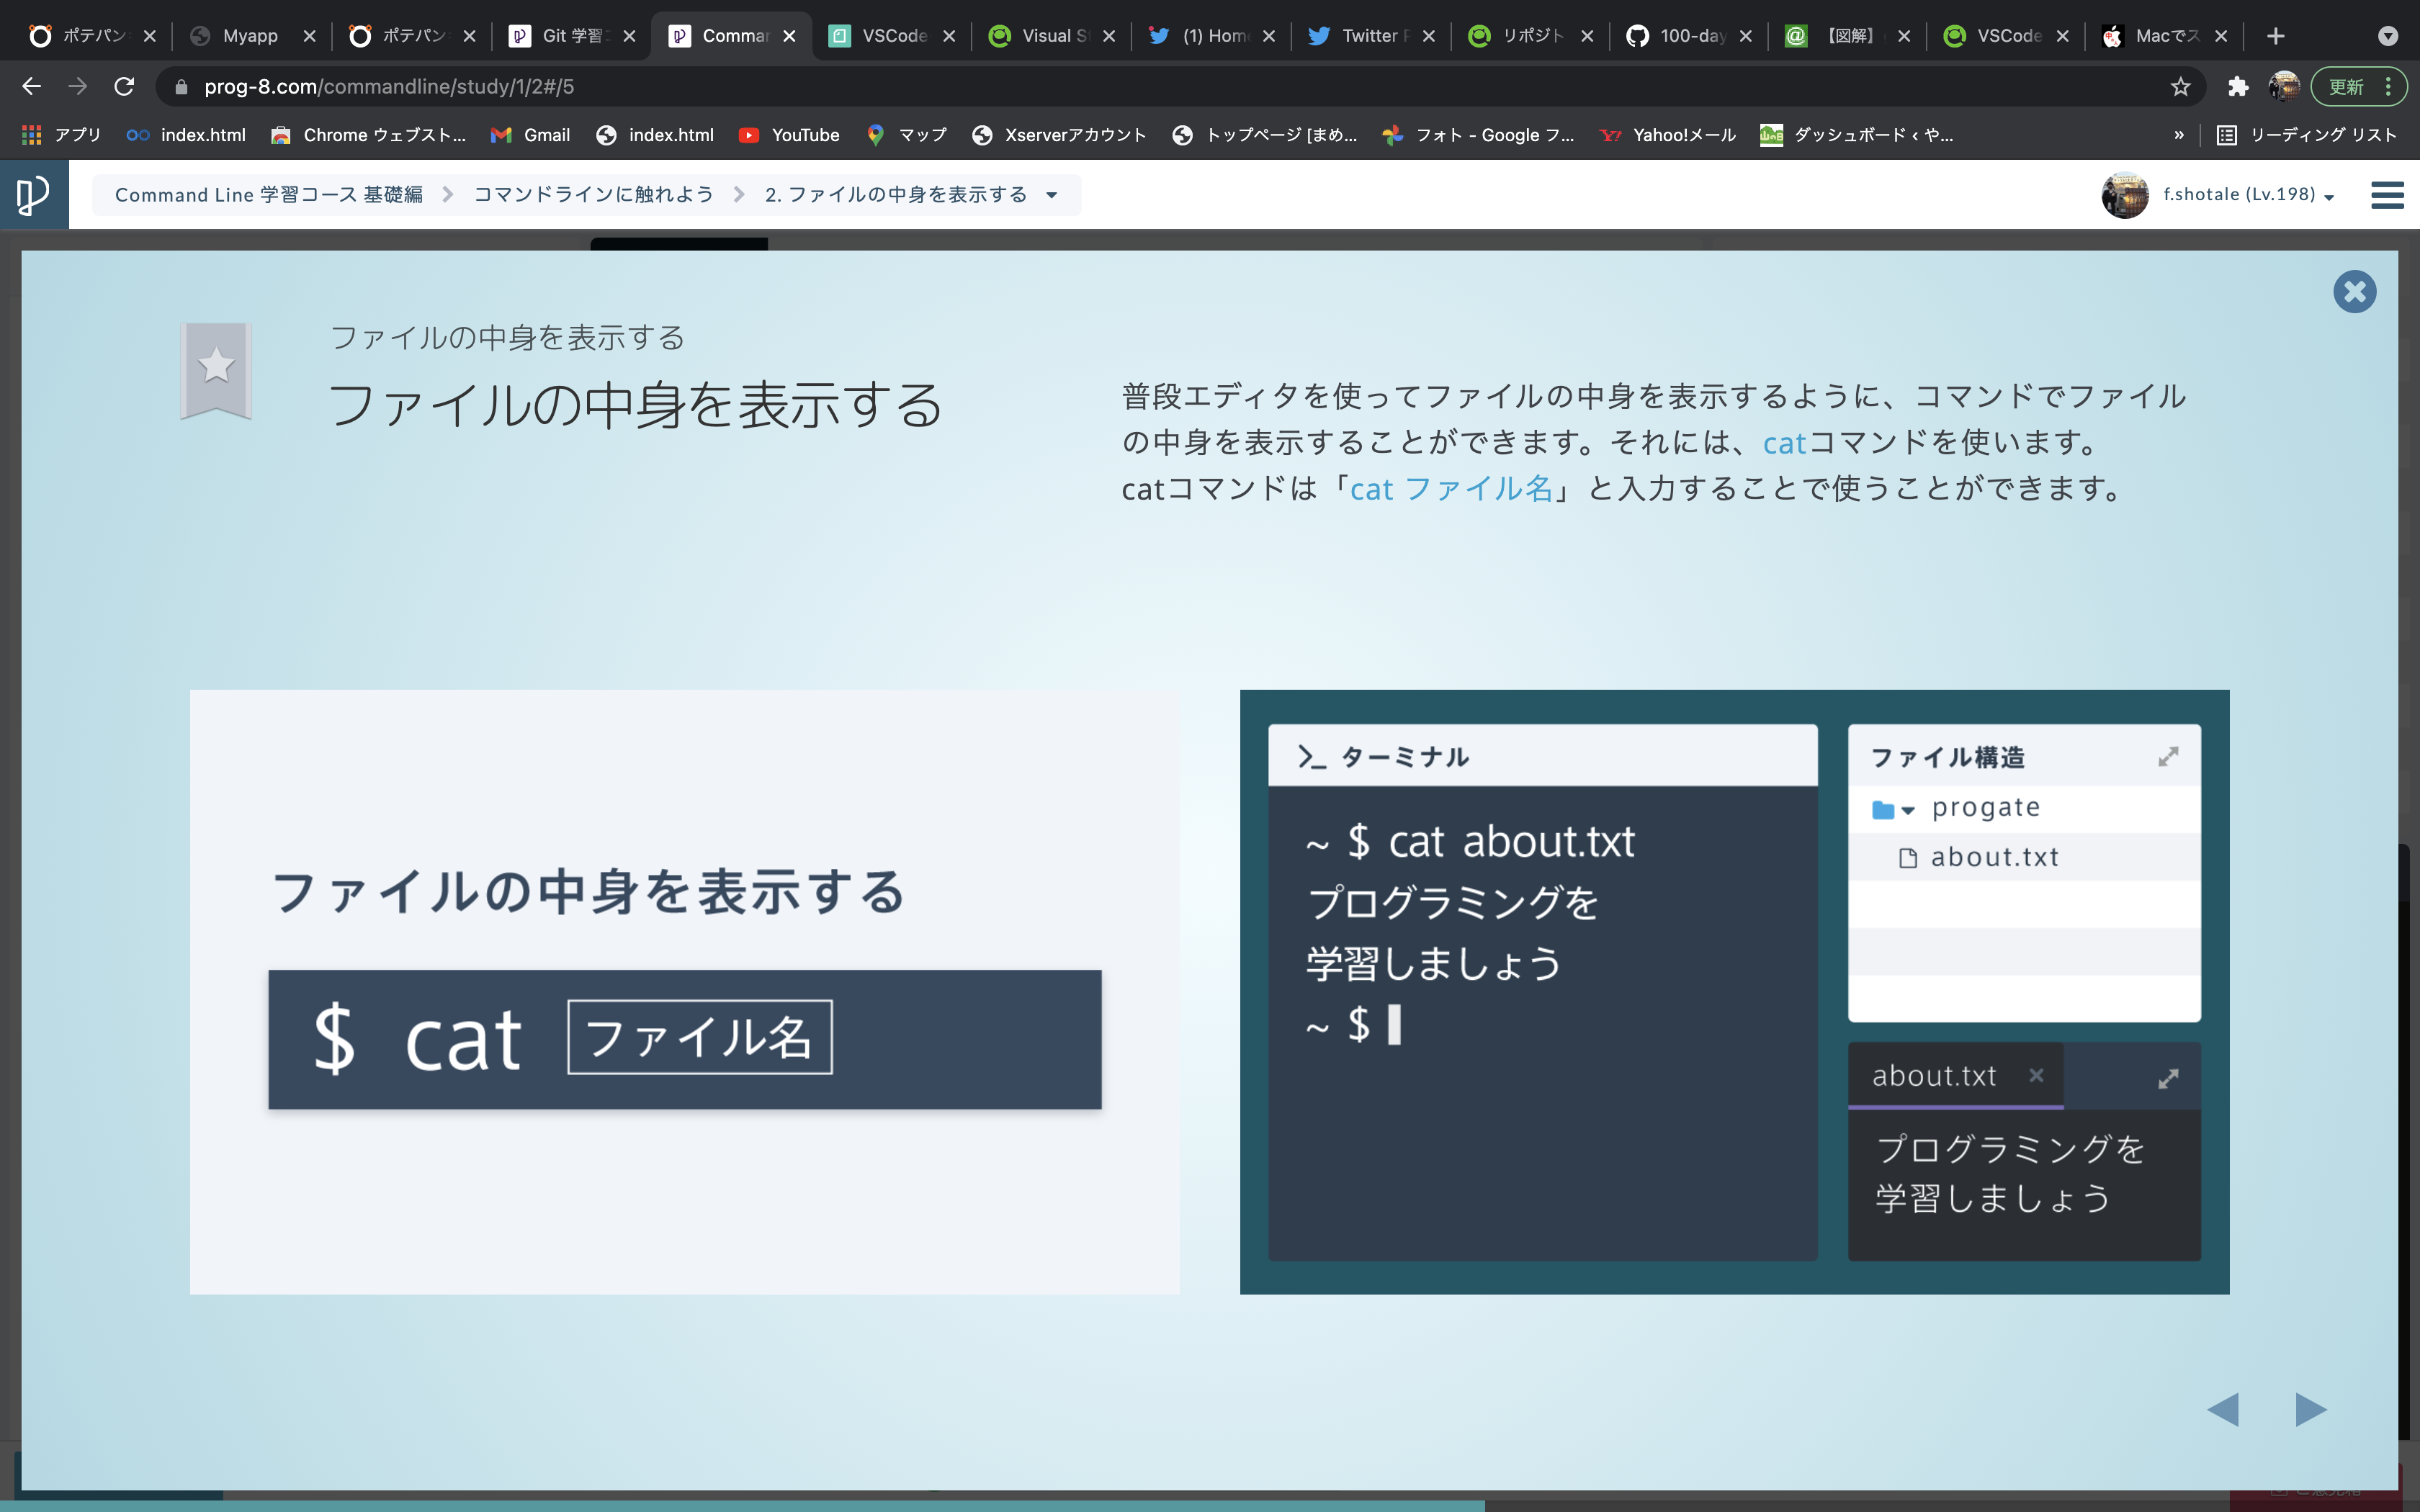 ポテパン
Myapp
ポテパン
Git 学習
Comma
VSCode
Visual S
(1) Hom
Twitter
リポジト
100-day
【図解】
VSCode
Macでス
prog-8.com/commandline/study/1/2#/5
更新
アプリ
index.html
Chrome ウェブスト...
Gmail
index.html
YouTube
マップ
Xserverアカウント
トップページ [まめ...
フォト - Google フ...
Yahoo!メール
ダッシュボード ‹ や...
»
リーディング リスト
Command Line 学習コース 基礎編
コマンドラインに触れよう
2. ファイルの中身を表示する
f.shotale (Lv.198)
ファイルの中身を表示する
ファイルの中身を表示する
普段エディタを使ってファイルの中身を表示するように、コマンドでファイル
の中身を表示することができます。それには、catコマンドを使います。
catコマンドは「cat ファイル名」と入力することで使うことができます。
ファイルの中身を表示する
$ cat ファイル名
>_ ターミナル
~ $ cat about.txt
プログラミングを
学習しましょう
~ $
ファイル構造
progate
about.txt
about.txt
プログラミングを
学習しましょう